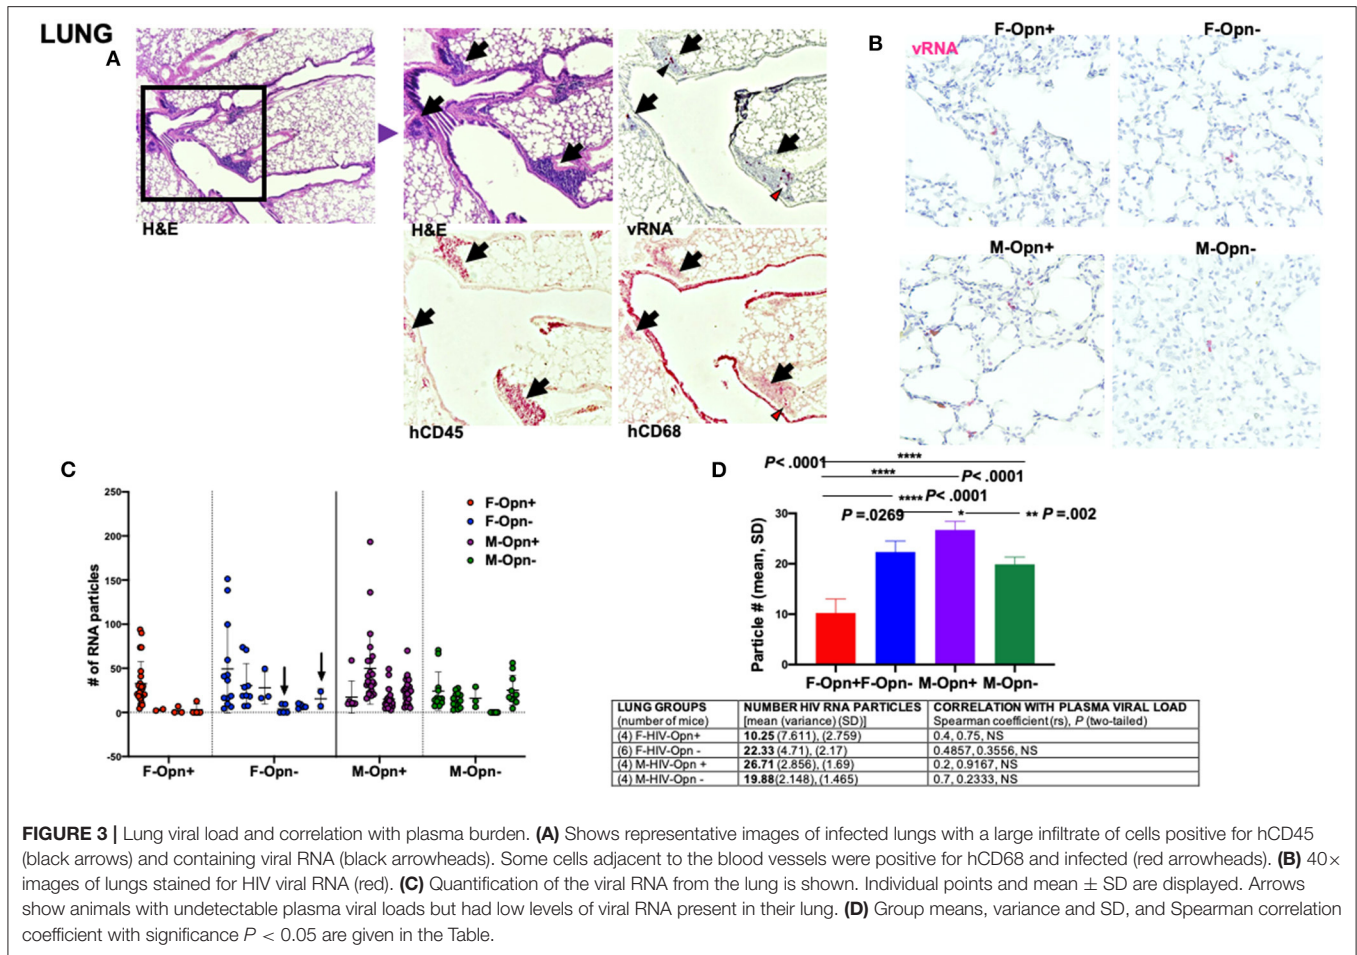 LUNG
A
H&E
H&E
vRNA
hCD45
hCD68
B
F-Opn+
F-Opn-
vRNA
M-Opn+
M-Opn-
C
# of RNA particles
250
200
150
100
50
0
-50
F-Opn+
F-Opn-
M-Opn+
M-Opn-
F-Opn+
F-Opn-
M-Opn+
M-Opn-
D
****
P< .0001
****
P< .0001
****
P< .0001
P =.0269
*
** P =.002
Particle # (mean, SD)
30
20
10
0
F-Opn+
F-Opn-
M-Opn+
M-Opn-
LUNG GROUPS NUMBER HIV RNA PARTICLES CORRELATION WITH PLASMA VIRAL LOAD
(number of mice) [mean (variance) (SD)] Spearman coefficient (rs), P (two-tailed)
(4) F-HIV-Opn+ 10.25 (7.611), (2.759) 0.4, 0.75, NS
(6) F-HIV-Opn - 22.33 (4.71), (2.17) 0.4857, 0.3556, NS
(4) M-HIV-Opn + 26.71 (2.856), (1.69) 0.2, 0.9167, NS
(4) M-HIV-Opn - 19.88(2.148), (1.465) 0.7, 0.2333, NS
FIGURE 3 | Lung viral load and correlation with plasma burden. (A) Shows representative images of infected lungs with a large infiltrate of cells positive for hCD45
(black arrows) and containing viral RNA (black arrowheads). Some cells adjacent to the blood vessels were positive for hCD68 and infected (red arrowheads). (B) 40×
images of lungs stained for HIV viral RNA (red). (C) Quantification of the viral RNA from the lung is shown. Individual points and mean ± SD are displayed. Arrows
show animals with undetectable plasma viral loads but had low levels of viral RNA present in their lung. (D) Group means, variance and SD, and Spearman correlation
coefficient with significance P < 0.05 are given in the Table.